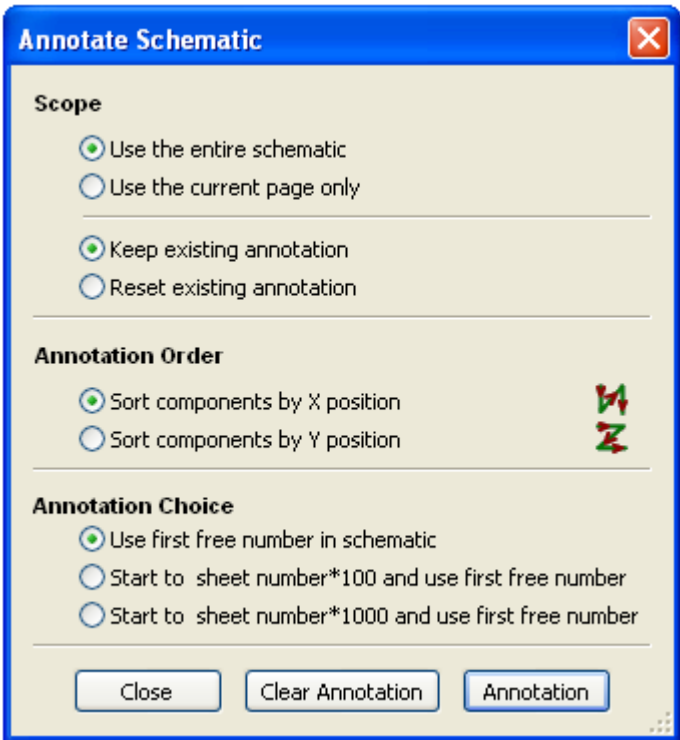 Annotate Schematic
Scope
Use the entire schematic
Use the current page only
Keep existing annotation
Reset existing annotation
Annotation Order
Sort components by X position
Sort components by Y position
Annotation Choice
Use first free number in schematic
Start to  sheet number*100 and use first free number
Start to  sheet number*1000 and use first free number
Close Clear Annotation Annotation